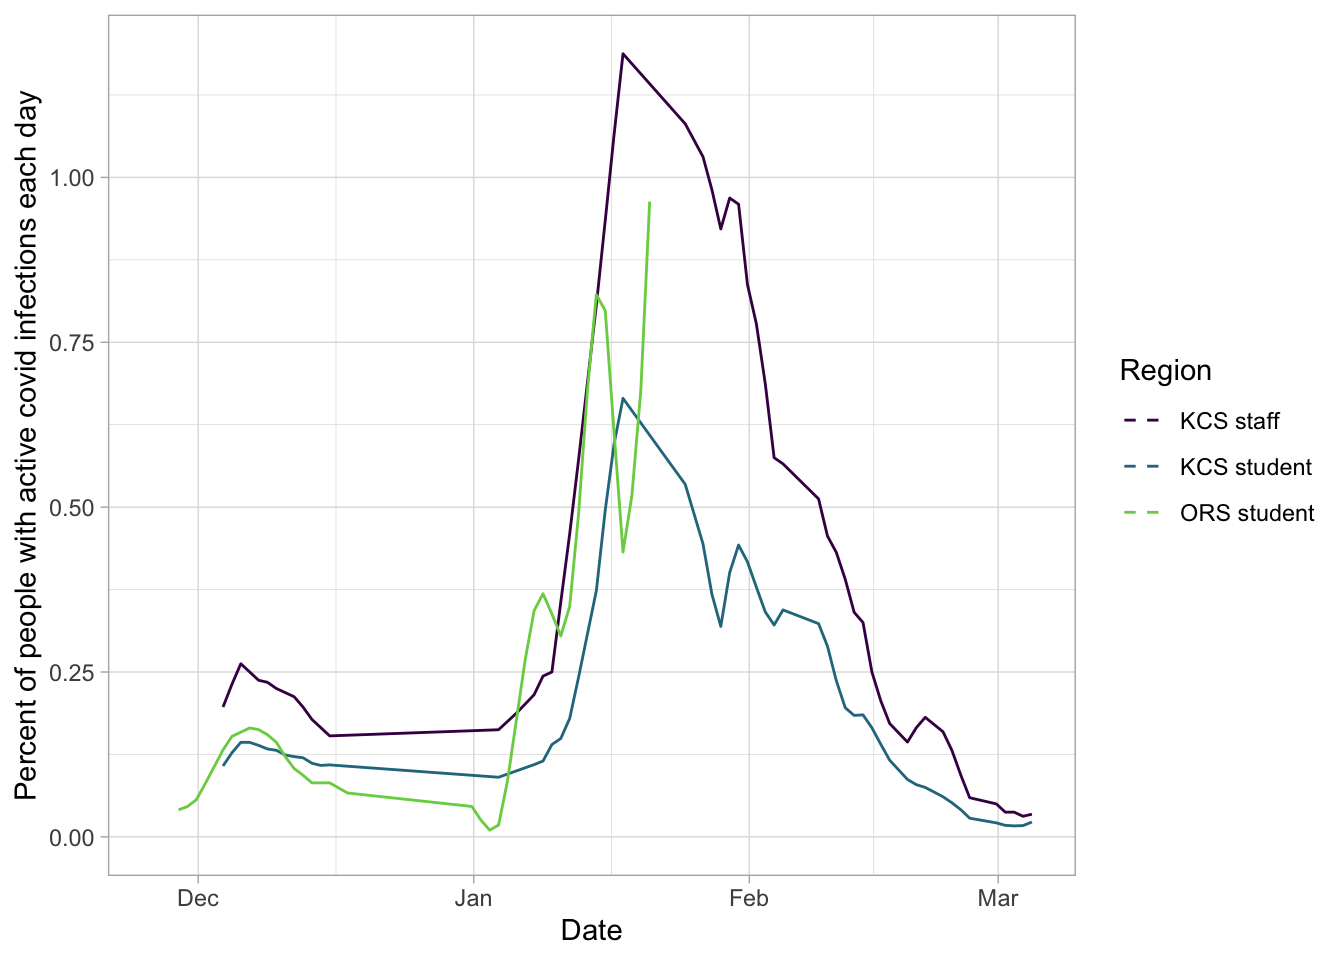 Percent of people with active covid infections each day
1.00
0.75
0.50
0.25
0.00
Dec
Jan
Feb
Mar
Date
Region
KCS staff
KCS student
ORS student